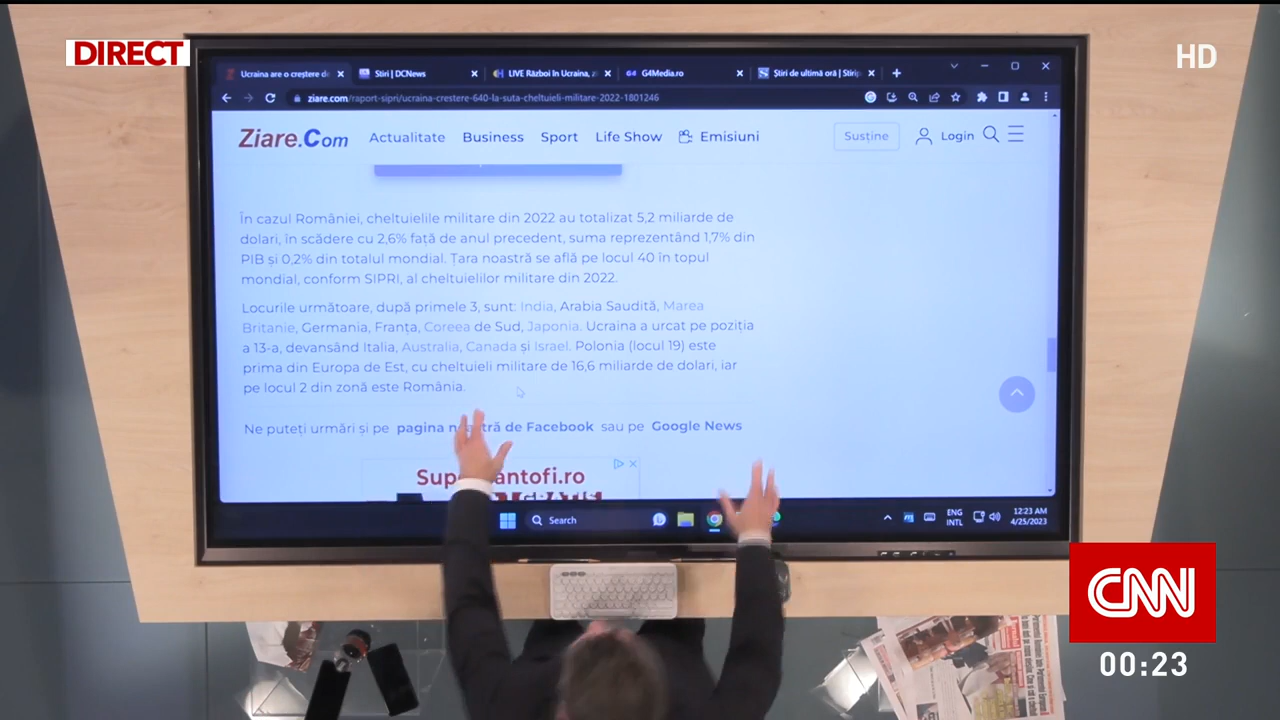 DIRECT
HD
Ucraina are o creștere de
Stiri | DCNews
LIVE Război în Ucraina,
G4Media.ro
Știri de ultimă oră | Știrip
ziare.com/raport-sipri/ucraina-crestere-640-la-suta-cheltuieli-militare-2022-1801246
Ziare.Com
Actualitate Business Sport Life Show Emisiuni
Susține
Login
În cazul României, cheltuielile militare din 2022 au totalizat 5,2 miliarde de
dolari, în scădere cu 2,6% față de anul precedent, suma reprezentând 1,7% din
PIB și 0,2% din totalul mondial. Țara noastră se află pe locul 40 în topul
mondial, conform SIPRI, al cheltuielilor militare din 2022.
Locurile următoare, după primele 3, sunt: India, Arabia Saudită, Marea
Britanie, Germania, Franța, Coreea de Sud, Japonia. Ucraina a urcat pe poziția
a 13-a, devansând Italia, Australia, Canada și Israel. Polonia (locul 19) este
prima din Europa de Est, cu cheltuieli militare de 16,6 miliarde de dolari, iar
pe locul 2 din zonă este România.
Ne puteți urmări și pe pagina noastră de Facebook sau pe Google News
Search
ENG
INTL
12:23 AM
4/25/2023
CNN
00:23